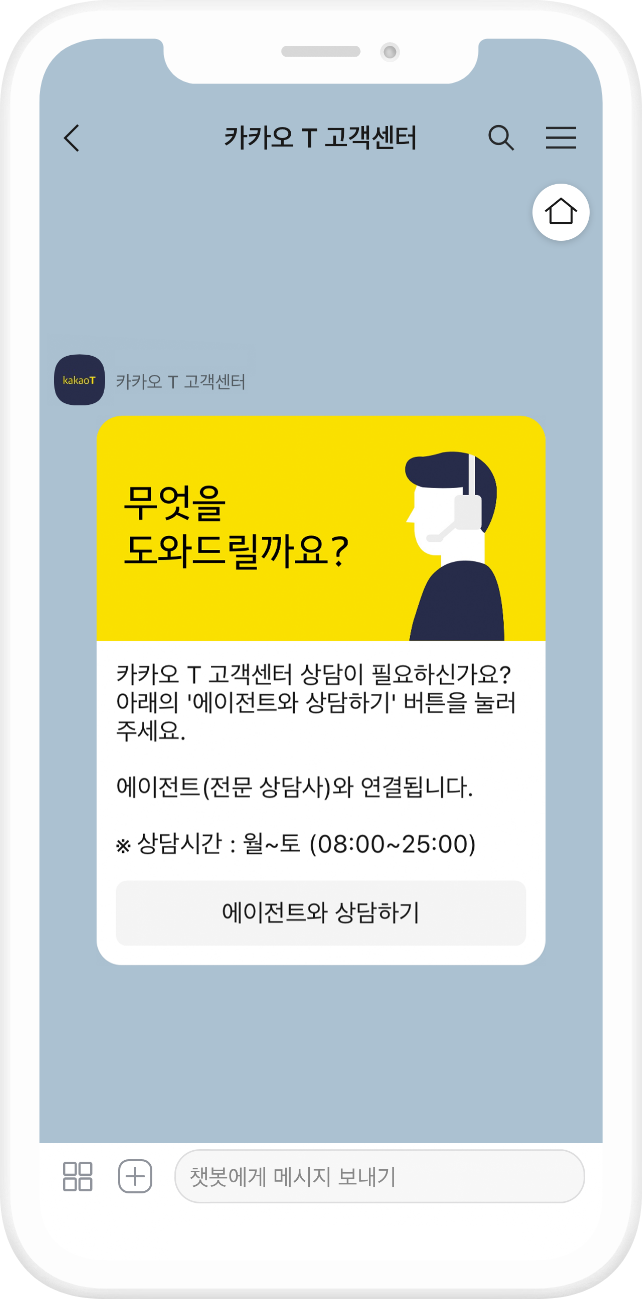 카카오 T 고객센터
kakaoT
카카오 T 고객센터
무엇을
도와드릴까요?
카카오 T 고객센터 상담이 필요하신가요?
아래의 '에이전트와 상담하기' 버튼을 눌러
주세요.
에이전트(전문 상담사)와 연결됩니다.
※ 상담시간 : 월~토 (08:00~25:00)
에이전트와 상담하기
챗봇에게 메시지 보내기